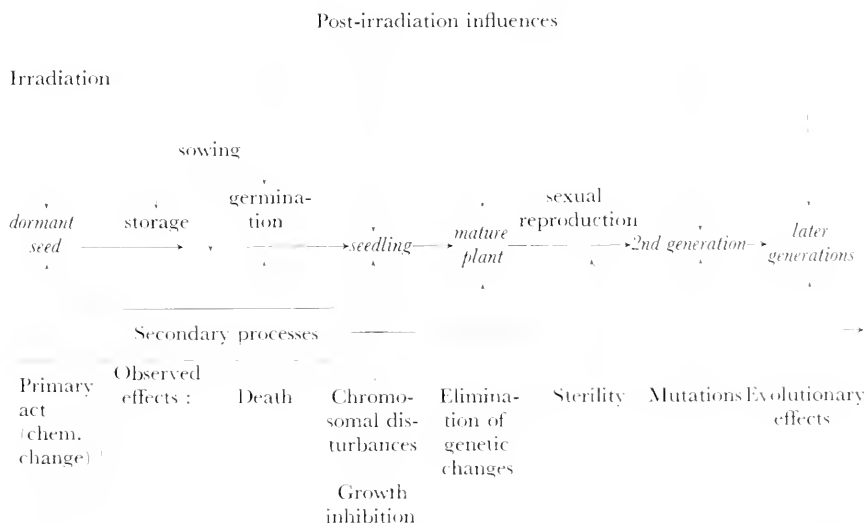 Post-irradiation influences
Irradiation
sowing
dormant seed
storage
germina-
tion
seedling
mature
plant
sexual
reproduction
2nd generation
later
generations
Secondary processes
Primary
act
(chem.
change)
Observed
effects :
Death
Chromo-
somal dis-
turbances
Growth
inhibition
Elimina-
tion of
genetic
changes
Sterility
Mutations
Evolutionary
effects